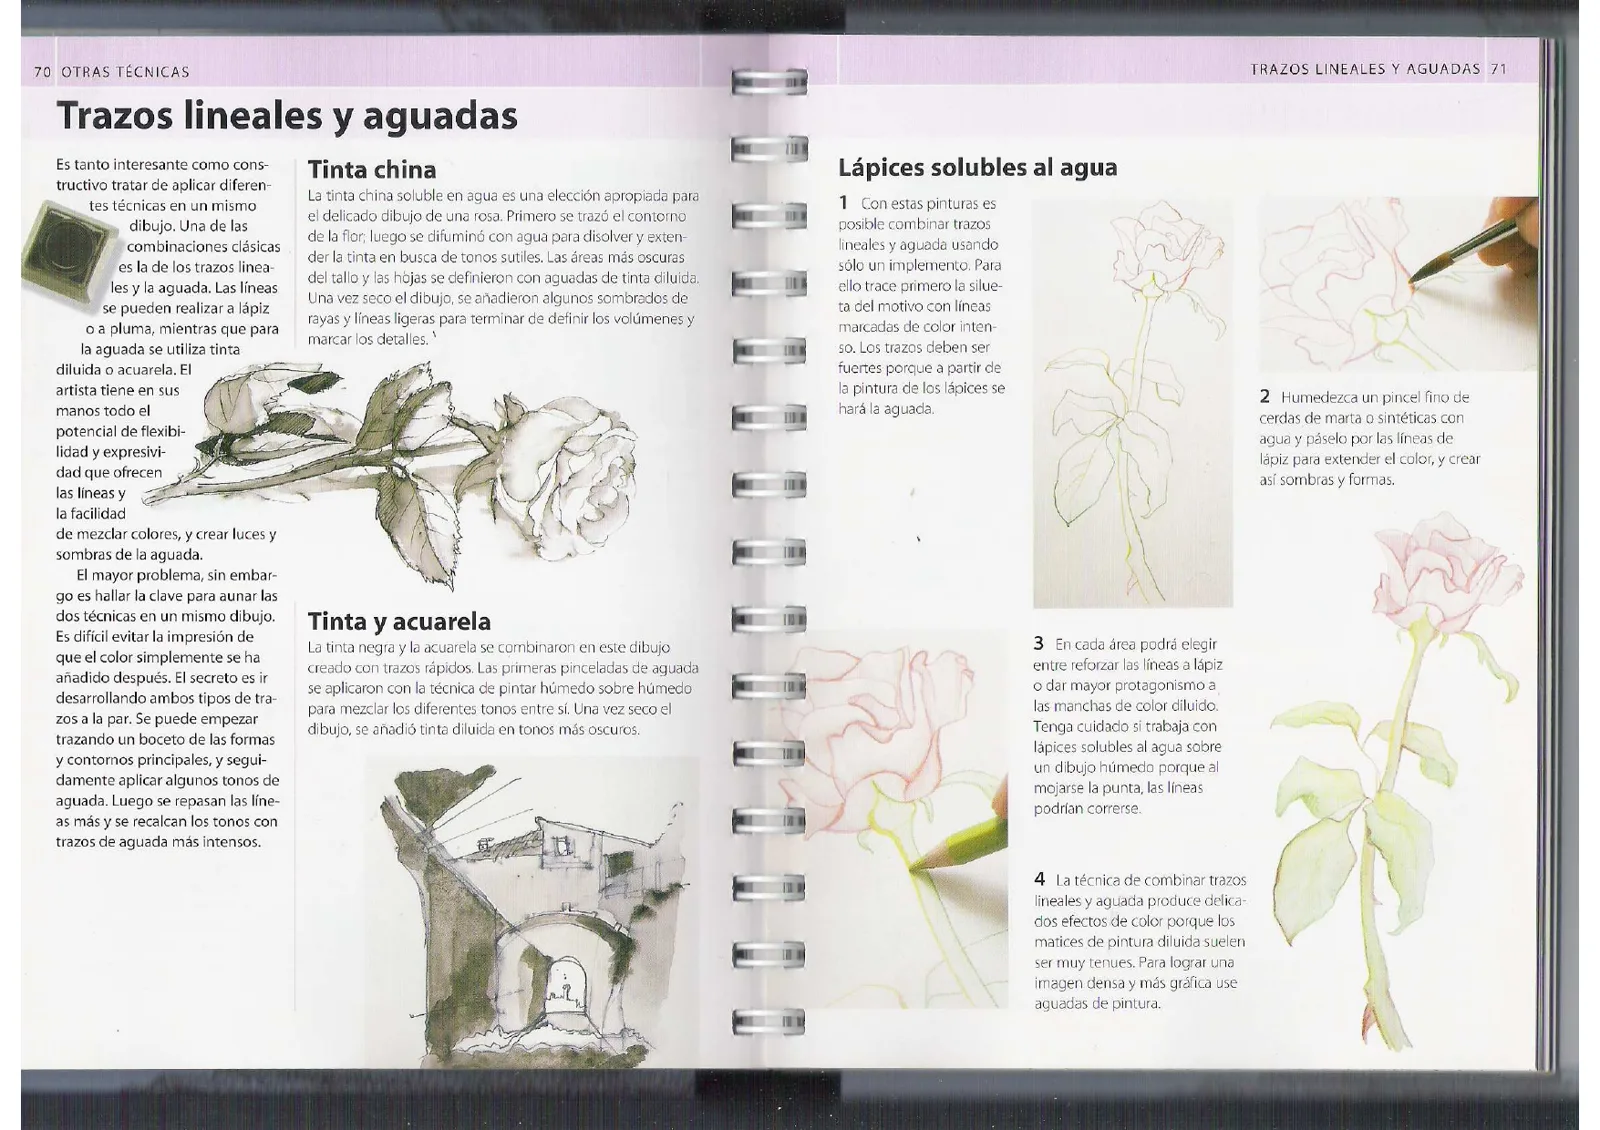 70 OTRAS TÉCNICAS
Trazos lineales y aguadas
Es tanto interesante como cons-
tructivo tratar de aplicar diferen-
tes técnicas en un mismo
dibujo. Una de las
combinaciones clásicas
es la de los trazos linea-
les y la aguada. Las líneas
se pueden realizar a lápiz
o a pluma, mientras que para
la aguada se utiliza tinta
diluida o acuarela. El
artista tiene en sus
manos todo el
potencial de flexibi-
lidad y expresivi-
dad que ofrecen
las líneas y
la facilidad
de mezclar colores, y crear luces y
sombras de la aguada.
El mayor problema, sin embar-
go es hallar la clave para aunar las
dos técnicas en un mismo dibujo.
Es difícil evitar la impresión de
que el color simplemente se ha
añadido después. El secreto es ir
desarrollando ambos tipos de tra-
zos a la par. Se puede empezar
trazando un boceto de las formas
y contornos principales, y segui-
damente aplicar algunos tonos de
aguada. Luego se repasan las líne-
as más y se recalcan los tonos con
trazos de aguada más intensos.
Tinta china
La tinta china soluble en agua es una elección apropiada para
el delicado dibujo de una rosa. Primero se trazó el contorno
de la flor, luego se difuminó con agua para disolver y exten-
der la tinta en busca de tonos sutiles. Las áreas más oscuras
del tallo y las hojas se definieron con aguadas de tinta diluida.
Una vez seco el dibujo, se añadieron algunos sombrados de
rayas y líneas ligeras para terminar de definir los volúmenes y
marcar los detalles.
Tinta y acuarela
La tinta negra y la acuarela se combinaron en este dibujo
creado con trazos rápidos. Las primeras pinceladas de aguada
se aplicaron con la técnica de pintar húmedo sobre húmedo
para mezclar los diferentes tonos entre sí. Una vez seco el
dibujo, se añadió tinta diluida en tonos más oscuros.
TRAZOS LINEALES Y AGUADAS 71
Lápices solubles al agua
1 Con estas pinturas es
posible combinar trazos
lineales y aguada usando
sólo un implemento. Para
ello trace primero la silue-
ta del motivo con líneas
marcadas de color inten-
so. Los trazos deben ser
fuertes porque a partir de
la pintura de los lápices se
hará la aguada.
2 Humedezca un pincel fino de
cerdas de marta o sintéticas con
agua y páselo por las líneas de
lápiz para extender el color, y crear
así sombras y formas.
3 En cada área podrá elegir
entre reforzar las líneas a lápiz
o dar mayor protagonismo a
las manchas de color diluido.
Tenga cuidado si trabaja con
lápices solubles al agua sobre
un dibujo húmedo porque al
mojarse la punta, las líneas
podrían correrse.
4 La técnica de combinar trazos
lineales y aguada produce delica-
dos efectos de color porque los
matices de pintura diluida suelen
ser muy tenues. Para lograr una
imagen densa y más gráfica use
aguadas de pintura.